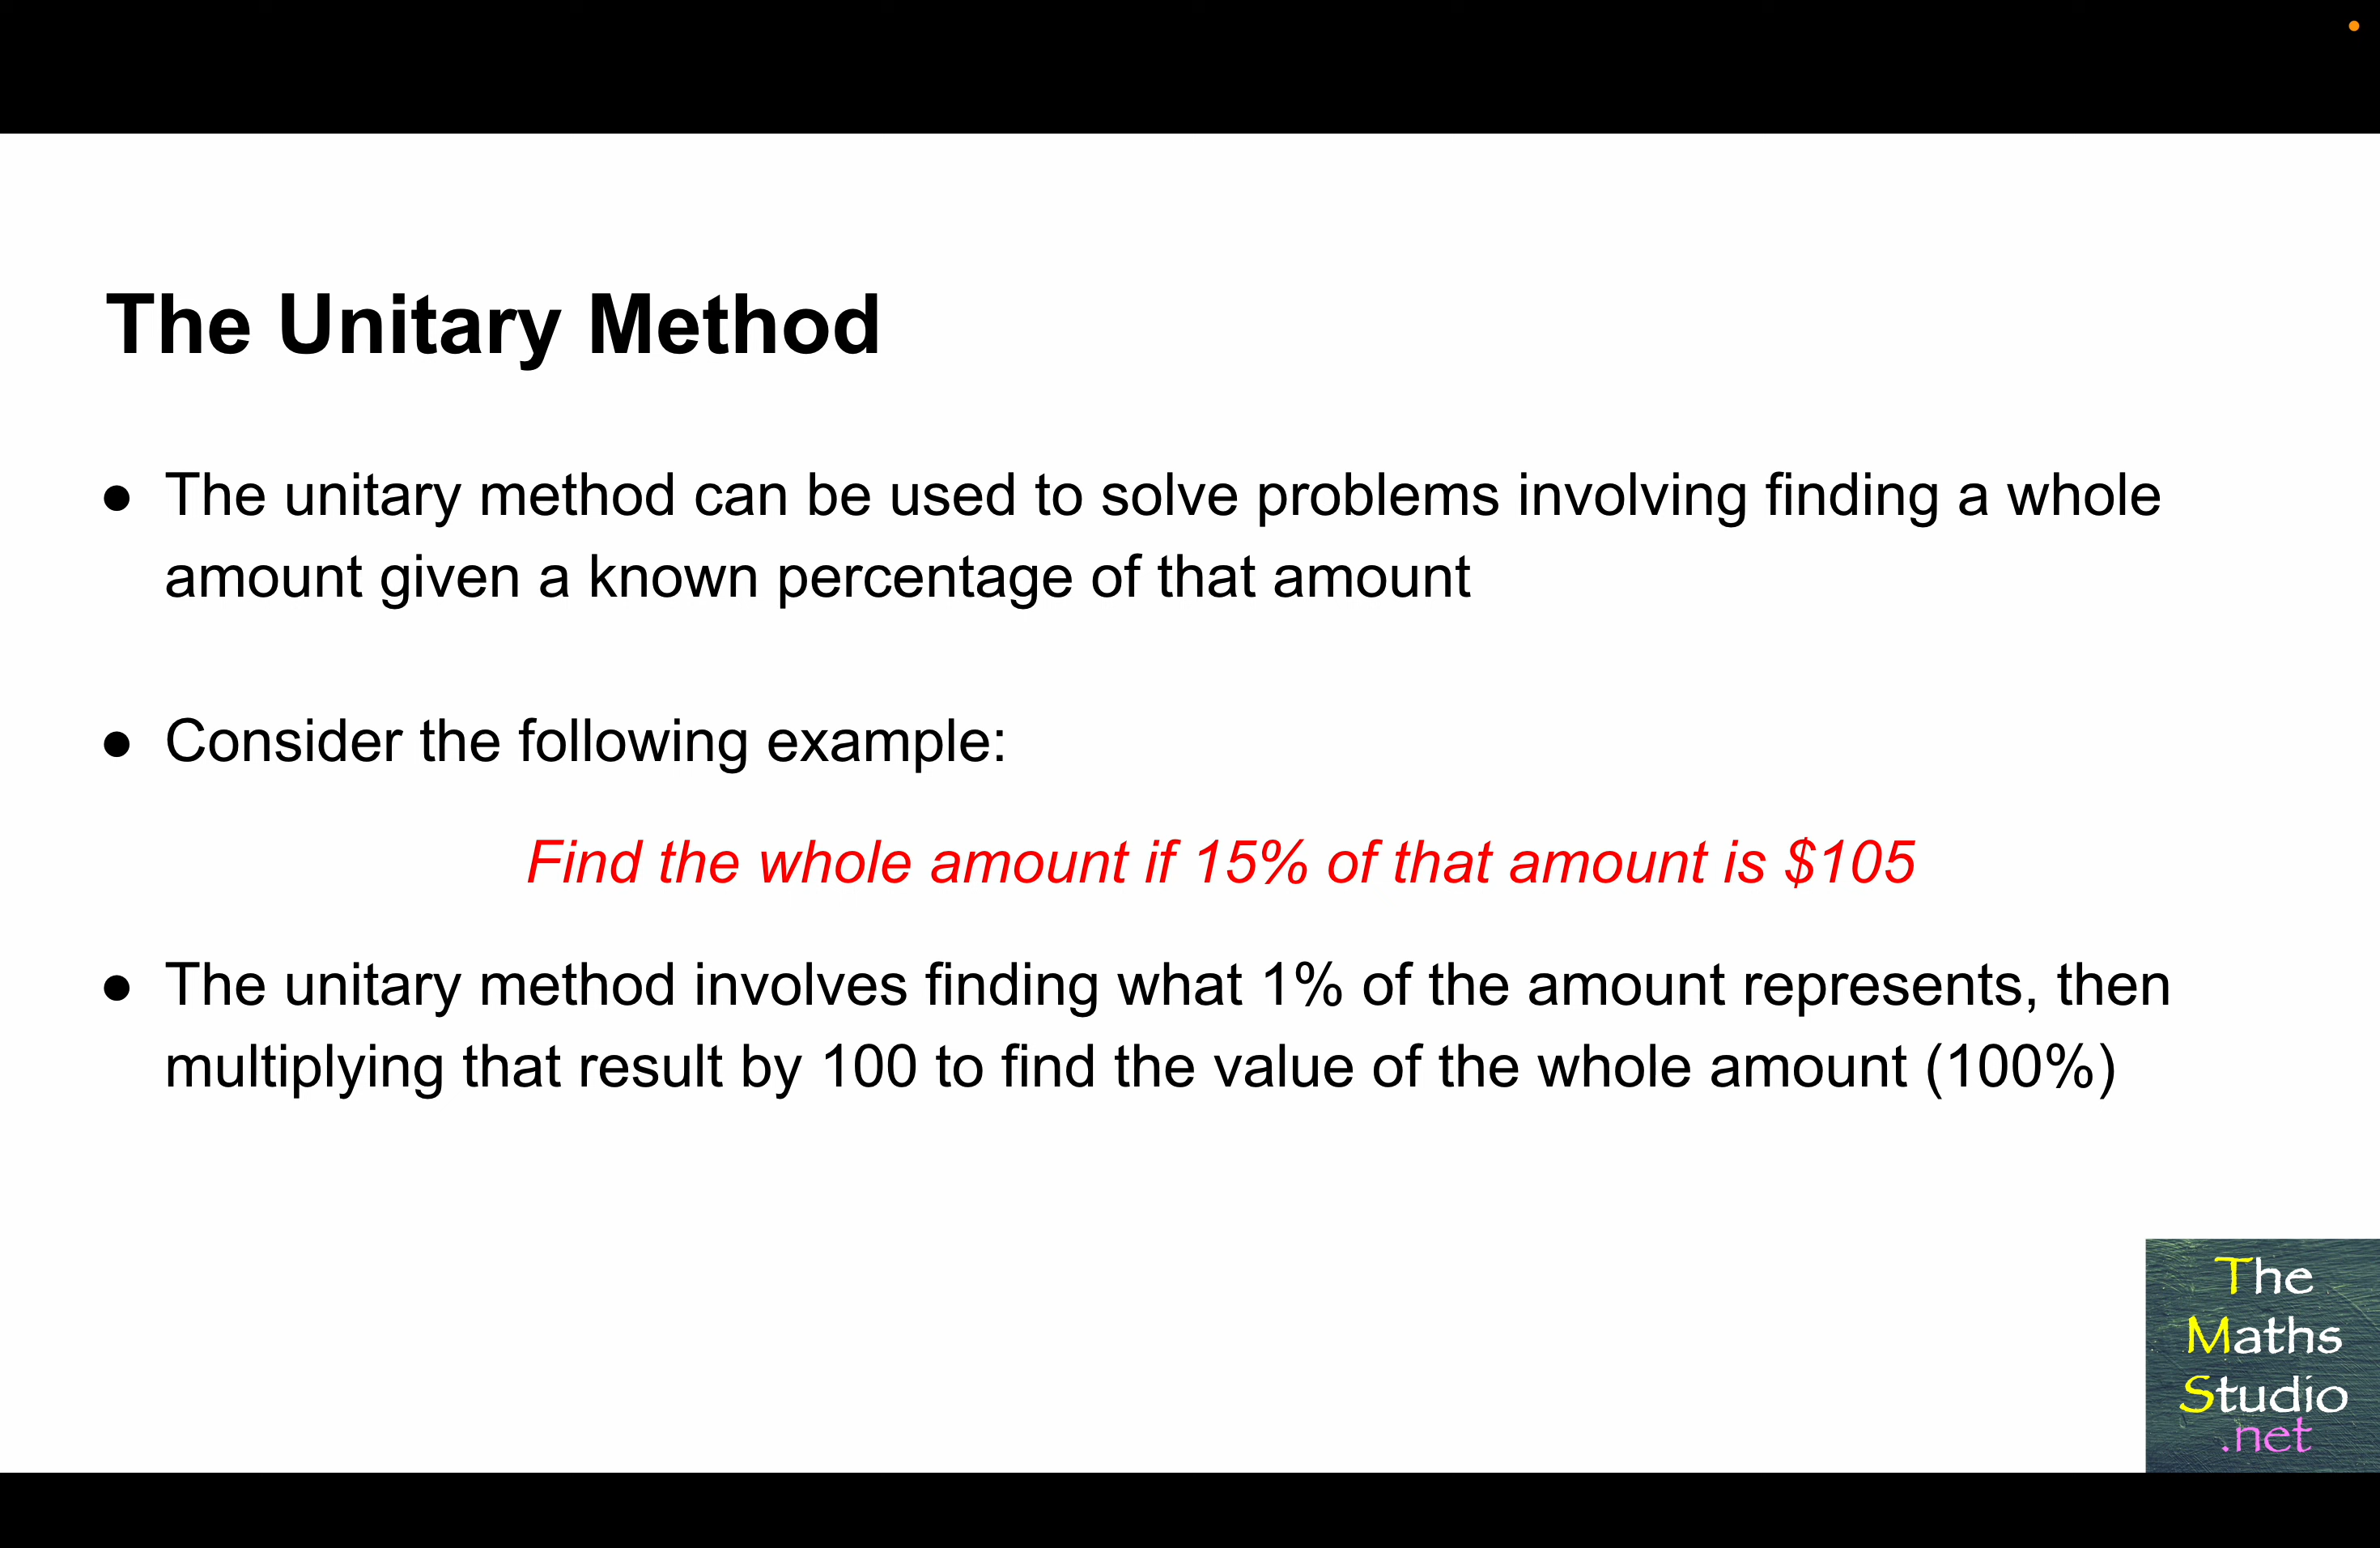 The Unitary Method
● The unitary method can be used to solve problems involving finding a whole
amount given a known percentage of that amount
● Consider the following example:
Find the whole amount if 15% of that amount is $105
● The unitary method involves finding what 1% of the amount represents, then
multiplying that result by 100 to find the value of the whole amount (100%)
The
Maths
Studio
.net